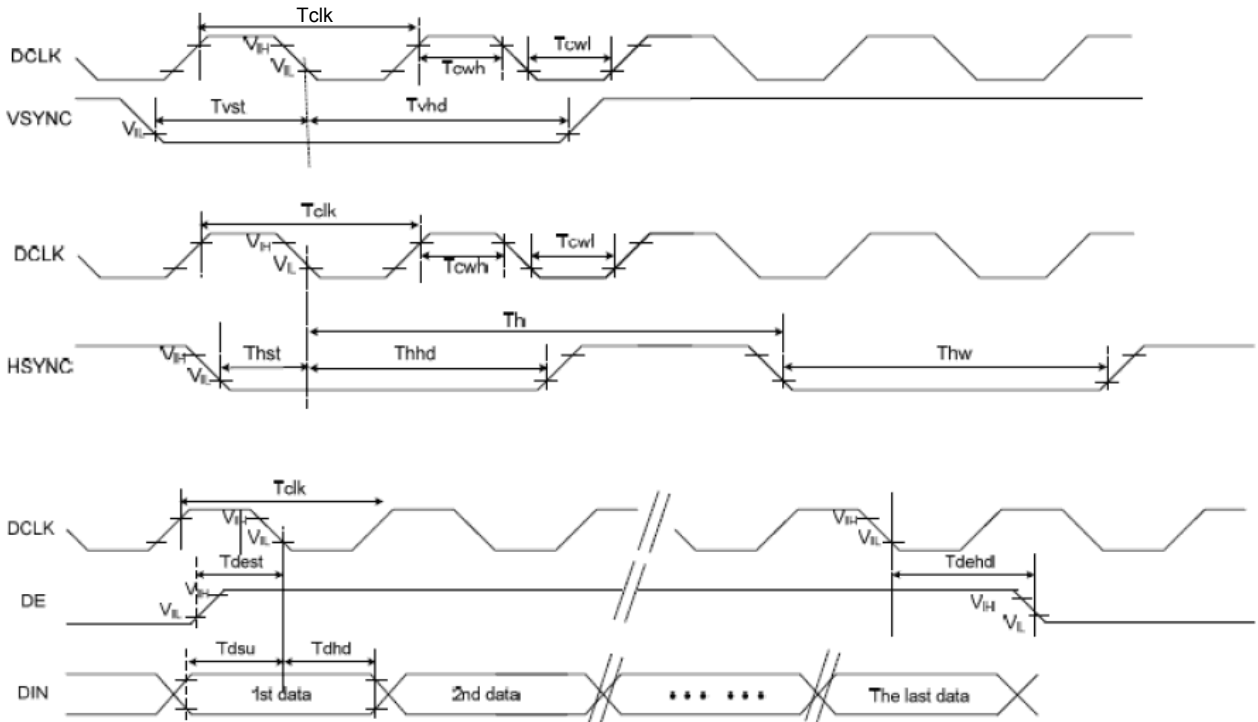 Tclk
DCLK VIH VIL Tcwh Tcwl
VSYNC VIL Tvst Tvhd
Tclk
DCLK VIH VIL Tcwh Tcwl
Th
HSYNC VIH VIL Thst Thhd Thw
Tclk
DCLK VIH VIL VIH VIL
Tdest Tdehd
DE VIH VIL VIH VIL
Tdsu Tdhd
DIN 1st data 2nd data ••• ••• The last data